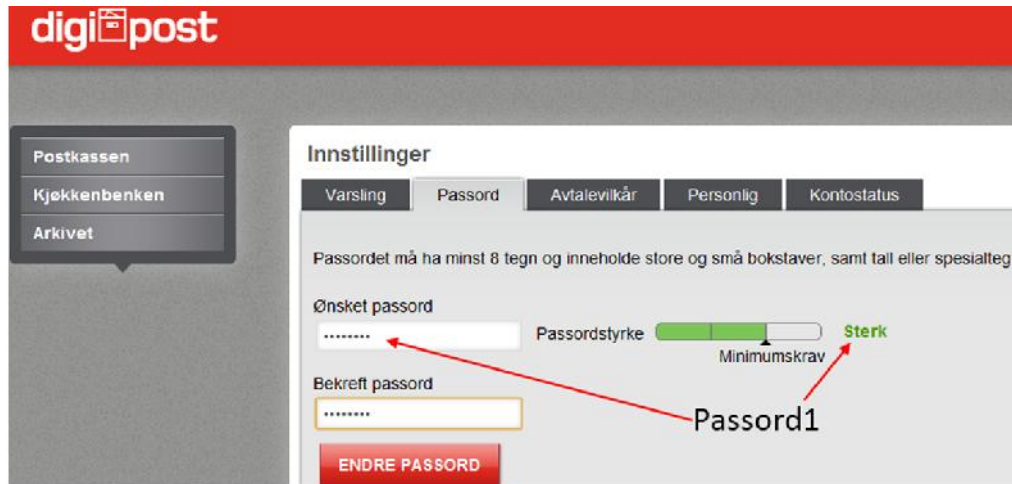 digipost
Postkassen
Kjøkkenbenken
Arkivet
Innstillinger
Varsling Passord Avtalevilkår Personlig Kontostatus
Passordet må ha minst 8 tegn og inneholde store og små bokstaver, samt tall eller spesialteg
Ønsket passord
•••••••• Passordstyrke Sterk
Minimumskrav
Bekreft passord
••••••••
Passord1
ENDRE PASSORD